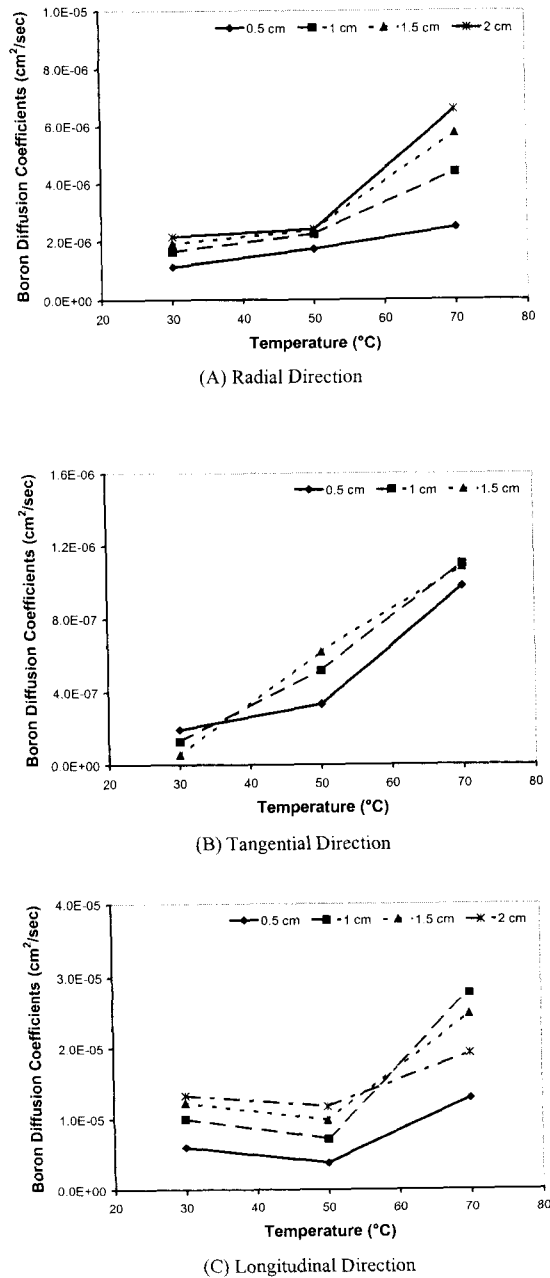 1.0E-05
0.5 cm 1 cm 1.5 cm 2 cm
8.0E-06
6.0E-06
4.0E-06
2.0E-06
0.0E+00
Boron Diffusion Coefficients (cm²/sec)
20 30 40 50 60 70 80
Temperature (°C)
(A) Radial Direction
1.6E-06
0.5 cm 1 cm 1.5 cm
1.2E-06
8.0E-07
4.0E-07
0.0E+00
Boron Diffusion Coefficients (cm²/sec)
20 30 40 50 60 70 80
Temperature (°C)
(B) Tangential Direction
4.0E-05
0.5 cm 1 cm 1.5 cm 2 cm
3.0E-05
2.0E-05
1.0E-05
0.0E+00
Boron Diffusion Coefficients (cm²/sec)
20 30 40 50 60 70 80
Temperature (°C)
(C) Longitudinal Direction